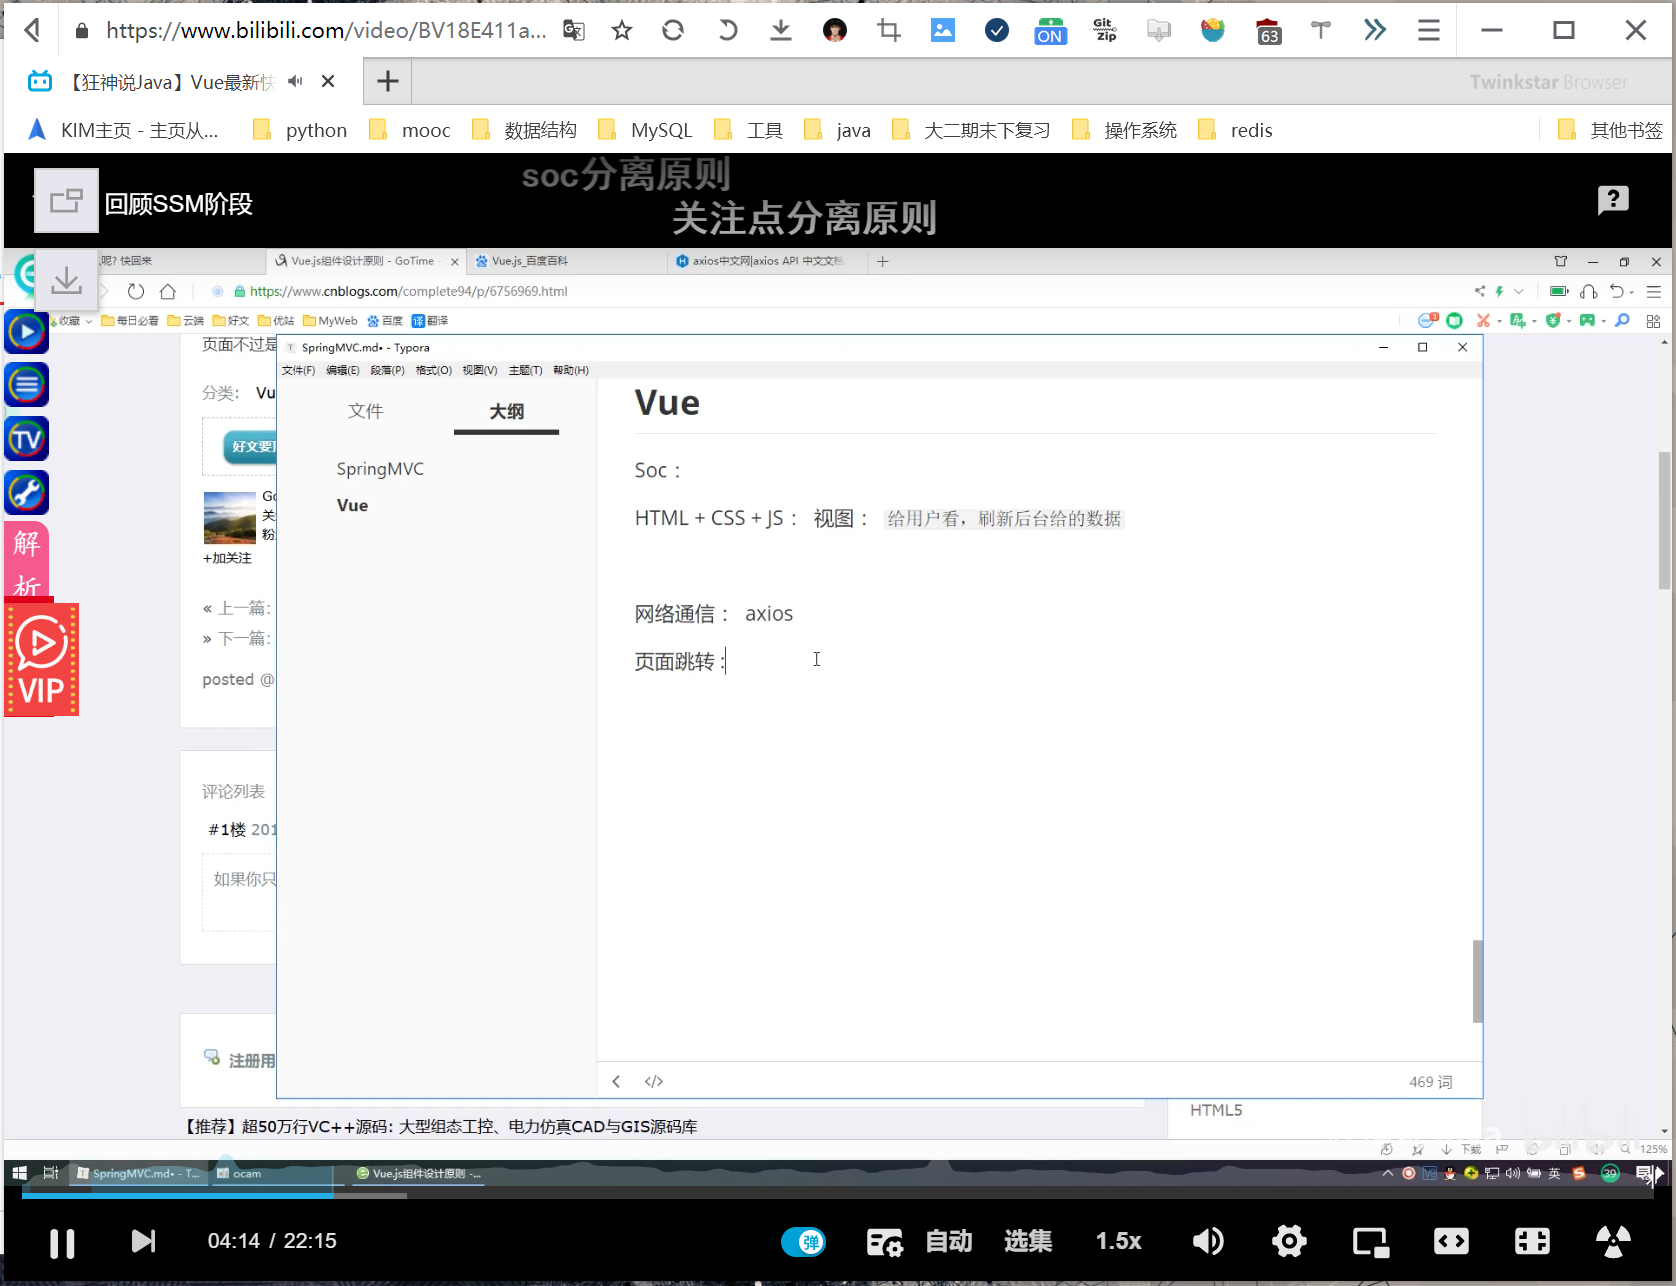 https://www.bilibili.com/video/BV18E411a...
ON
Git
Zip
63
【狂神说Java】Vue最新快
Twinkstar Browser
KIM主页 - 主页从...
python
mooc
数据结构
MySQL
工具
java
大二期末下复习
操作系统
redis
其他书签
soc分离原则
回顾SSM阶段
关注点分离原则
呢? 快回来
Vue.js组件设计原则 - GoTime
Vue.js_百度百科
axios中文网|axios API 中文文档
https://www.cnblogs.com/complete94/p/6756969.html
收藏
每日必看
云端
好文
优站
MyWeb
百度
译 翻译
页面不过是
SpringMVC.md• - Typora
文件(F) 编辑(E) 段落(P) 格式(O) 视图(V) 主题(T) 帮助(H)
分类: Vu
文件
大纲
Vue
好文要顶
TV
SpringMVC
Soc：
Vue
HTML + CSS + JS： 视图： 给用户看，刷新后台给的数据
Go
关
粉
+加关注
解
析
« 上一篇:
网络通信： axios
» 下一篇:
页面跳转 :
VIP
posted @
评论列表
#1楼 201
如果你只
注册用
</>
469 词
HTML5
【推荐】超50万行VC++源码: 大型组态工控、电力仿真CAD与GIS源码库
bilibili
下载
125%
SpringMVC.md• - T...
ocam
Vue.js组件设计原则 -...
英
39
04:14 / 22:15
弹
自动
选集
1.5x